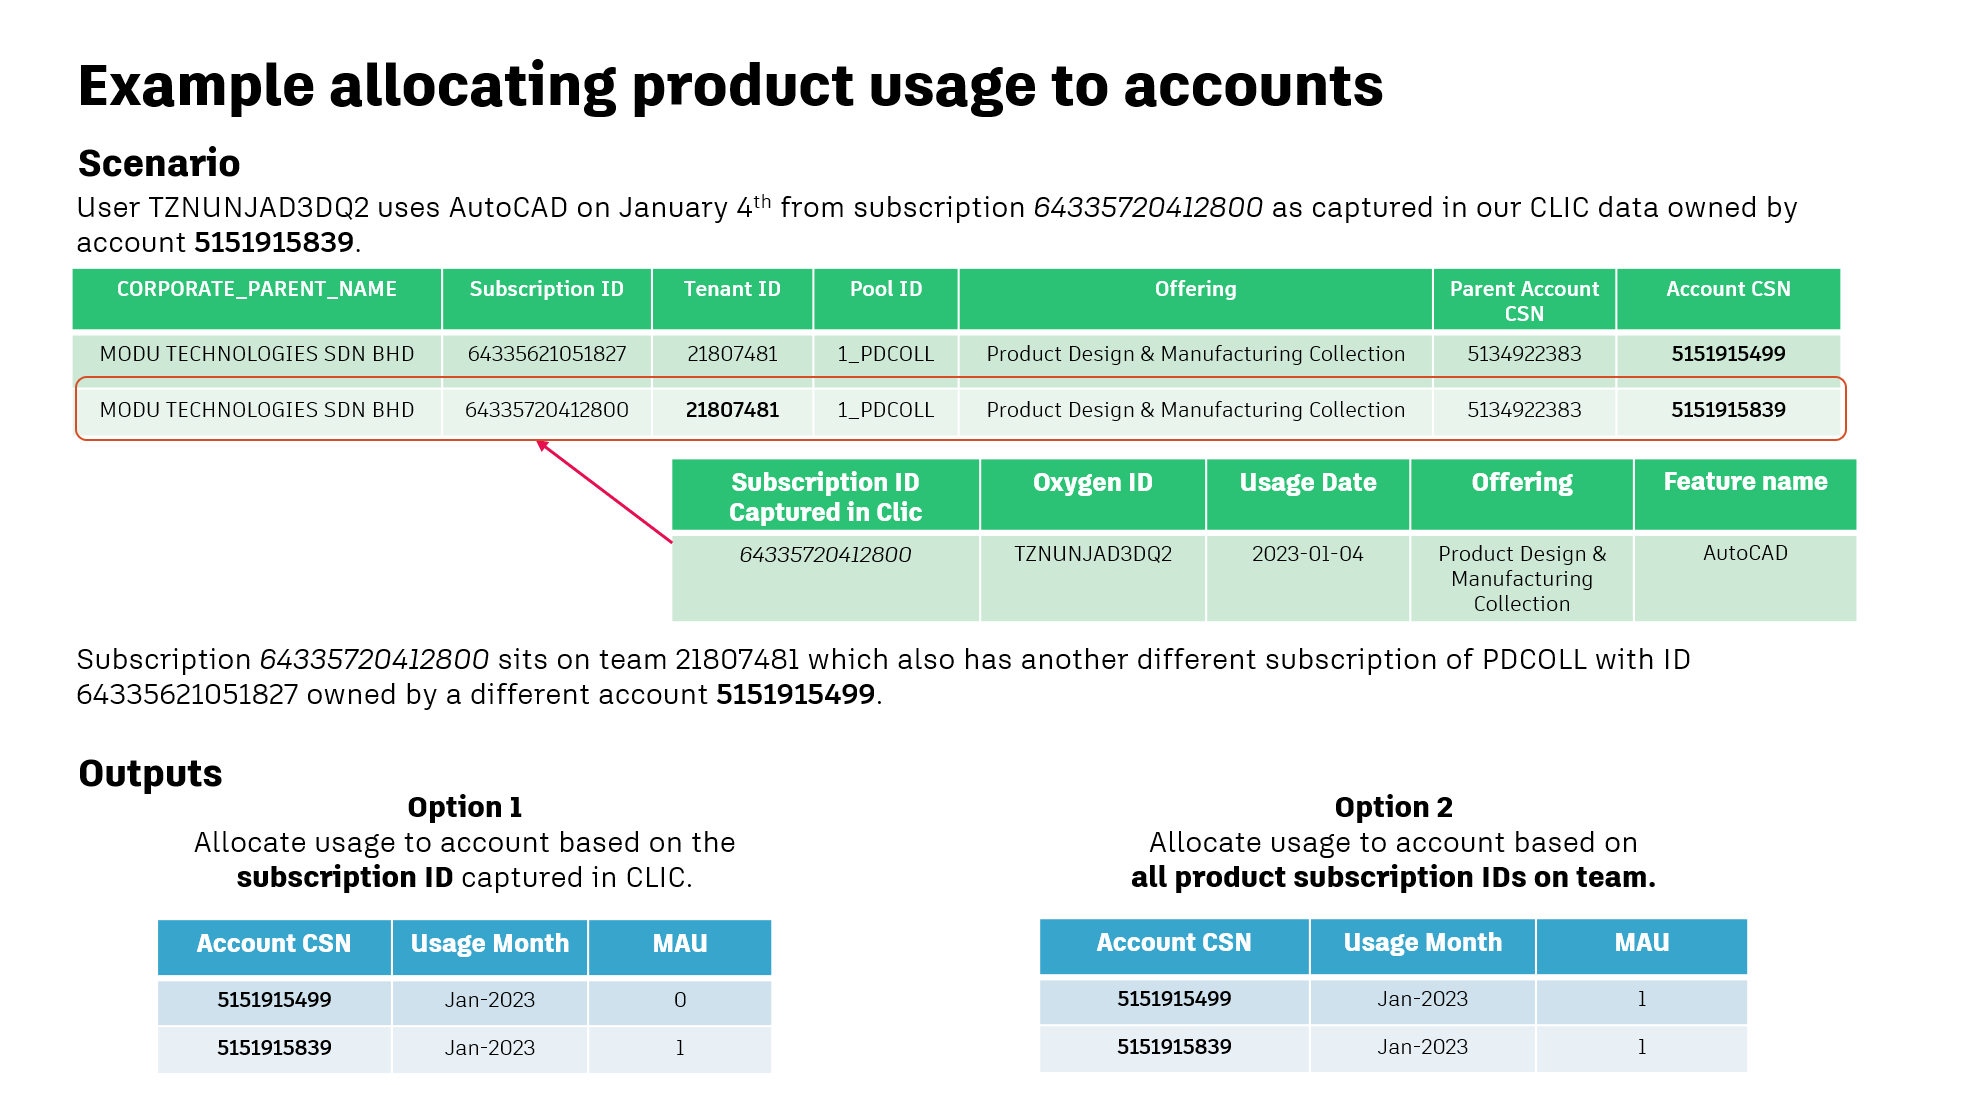 Example allocating product usage to accounts
Scenario
User TZNUNJAD3DQ2 uses AutoCAD on January 4th from subscription 64335720412800 as captured in our CLIC data owned by
account 5151915839.
CORPORATE_PARENT_NAME Subscription ID Tenant ID Pool ID Offering Parent Account CSN Account CSN
MODU TECHNOLOGIES SDN BHD 64335621051827 21807481 1_PDCOLL Product Design & Manufacturing Collection 5134922383 5151915499
MODU TECHNOLOGIES SDN BHD 64335720412800 21807481 1_PDCOLL Product Design & Manufacturing Collection 5134922383 5151915839
Subscription ID Captured in Clic Oxygen ID Usage Date Offering Feature name
64335720412800 TZNUNJAD3DQ2 2023-01-04 Product Design & Manufacturing Collection AutoCAD
Subscription 64335720412800 sits on team 21807481 which also has another different subscription of PDCOLL with ID
64335621051827 owned by a different account 5151915499.
Outputs
Option 1
Allocate usage to account based on the
subscription ID captured in CLIC.
Account CSN Usage Month MAU
5151915499 Jan-2023 0
5151915839 Jan-2023 1
Option 2
Allocate usage to account based on
all product subscription IDs on team.
Account CSN Usage Month MAU
5151915499 Jan-2023 1
5151915839 Jan-2023 1